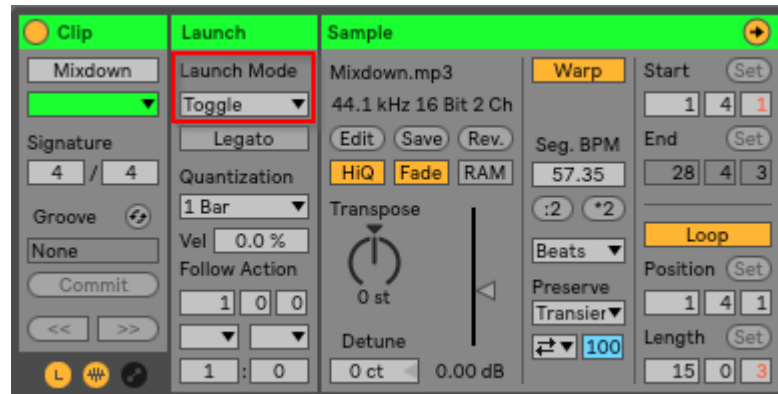 Clip
Mixdown
Signature
4 / 4
Groove
None
Commit
<< >>
L
Launch
Launch Mode
Toggle
Legato
Quantization
1 Bar
Vel 0.0 %
Follow Action
1 0 0
1 : 0
Sample
Mixdown.mp3
44.1 kHz 16 Bit 2 Ch
Edit Save Rev.
HiQ Fade RAM
Transpose
0 st
Detune
0 ct 0.00 dB
Warp
Seg. BPM
57.35
:2 *2
Beats
Preserve
Transier
100
Start Set
1 4 1
End Set
28 4 3
Loop
Position Set
1 4 1
Length Set
15 0 3